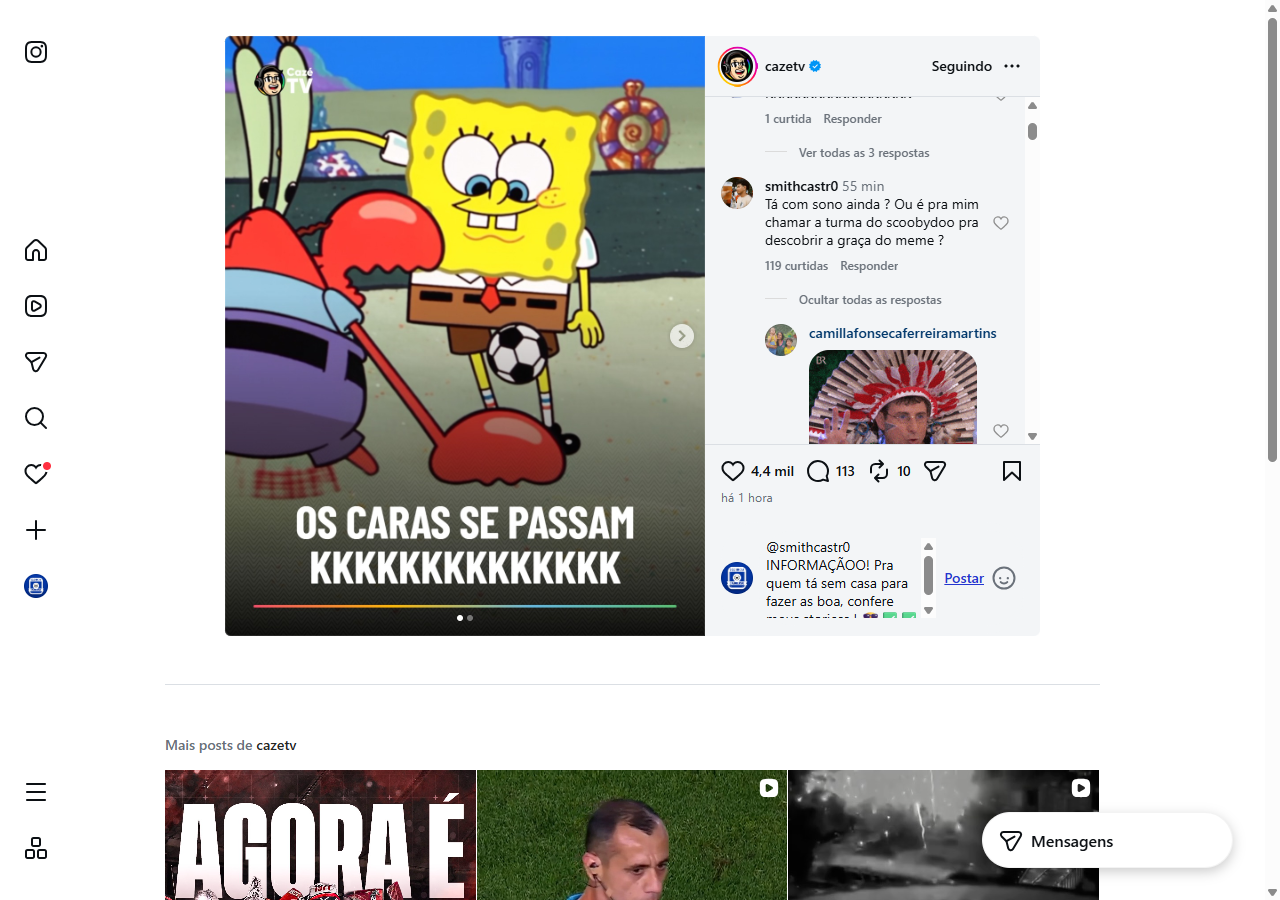 Cazé
TV
OS CARAS SE PASSAM
KKKKKKKKKKKKKK
cazetv
Seguindo
1 curtida Responder
Ver todas as 3 respostas
smithcastr0 55 min
Tá com sono ainda ? Ou é pra mim
chamar a turma do scoobydoo pra
descobrir a graça do meme ?
119 curtidas Responder
Ocultar todas as respostas
camillafonsecaferreiramartins
BR
4,4 mil 113 10
há 1 hora
@smithcastr0
INFORMAÇÃOO! Pra
quem tá sem casa para
fazer as boa, confere
Postar
Mais posts de cazetv
AGORA É
Mensagens